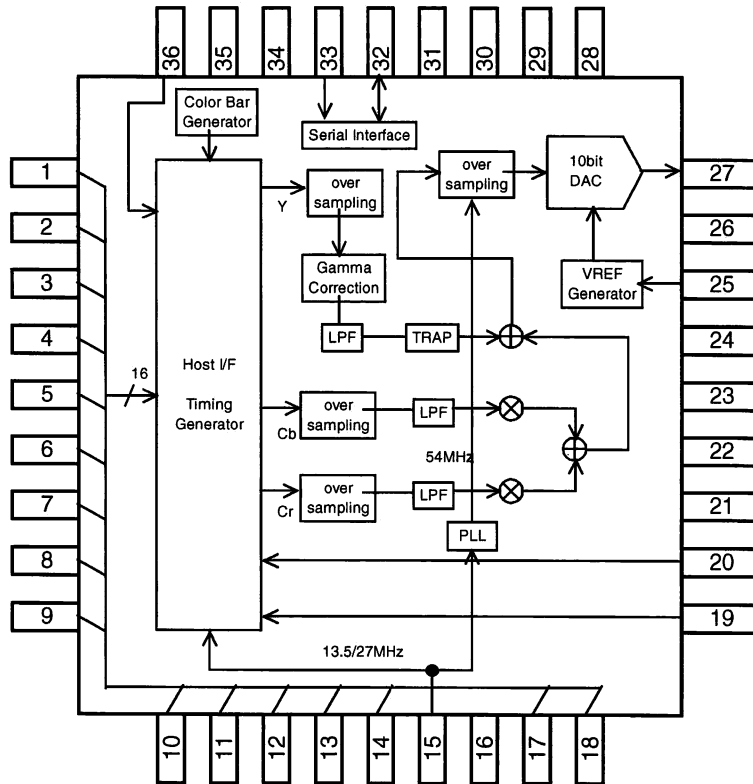 36 35 34 33 32 31 30 29 28
Color Bar
Generator
Serial Interface
1
2
3
4
5
6
7
8
9
16
Host I/F
Timing
Generator
Y
over
sampling
Gamma
Correction
LPF
TRAP
over
sampling
10bit
DAC
VREF
Generator
Cb
over
sampling
LPF
Cr
over
sampling
LPF
54MHz
PLL
13.5/27MHz
27
26
25
24
23
22
21
20
19
10 11 12 13 14 15 16 17 18